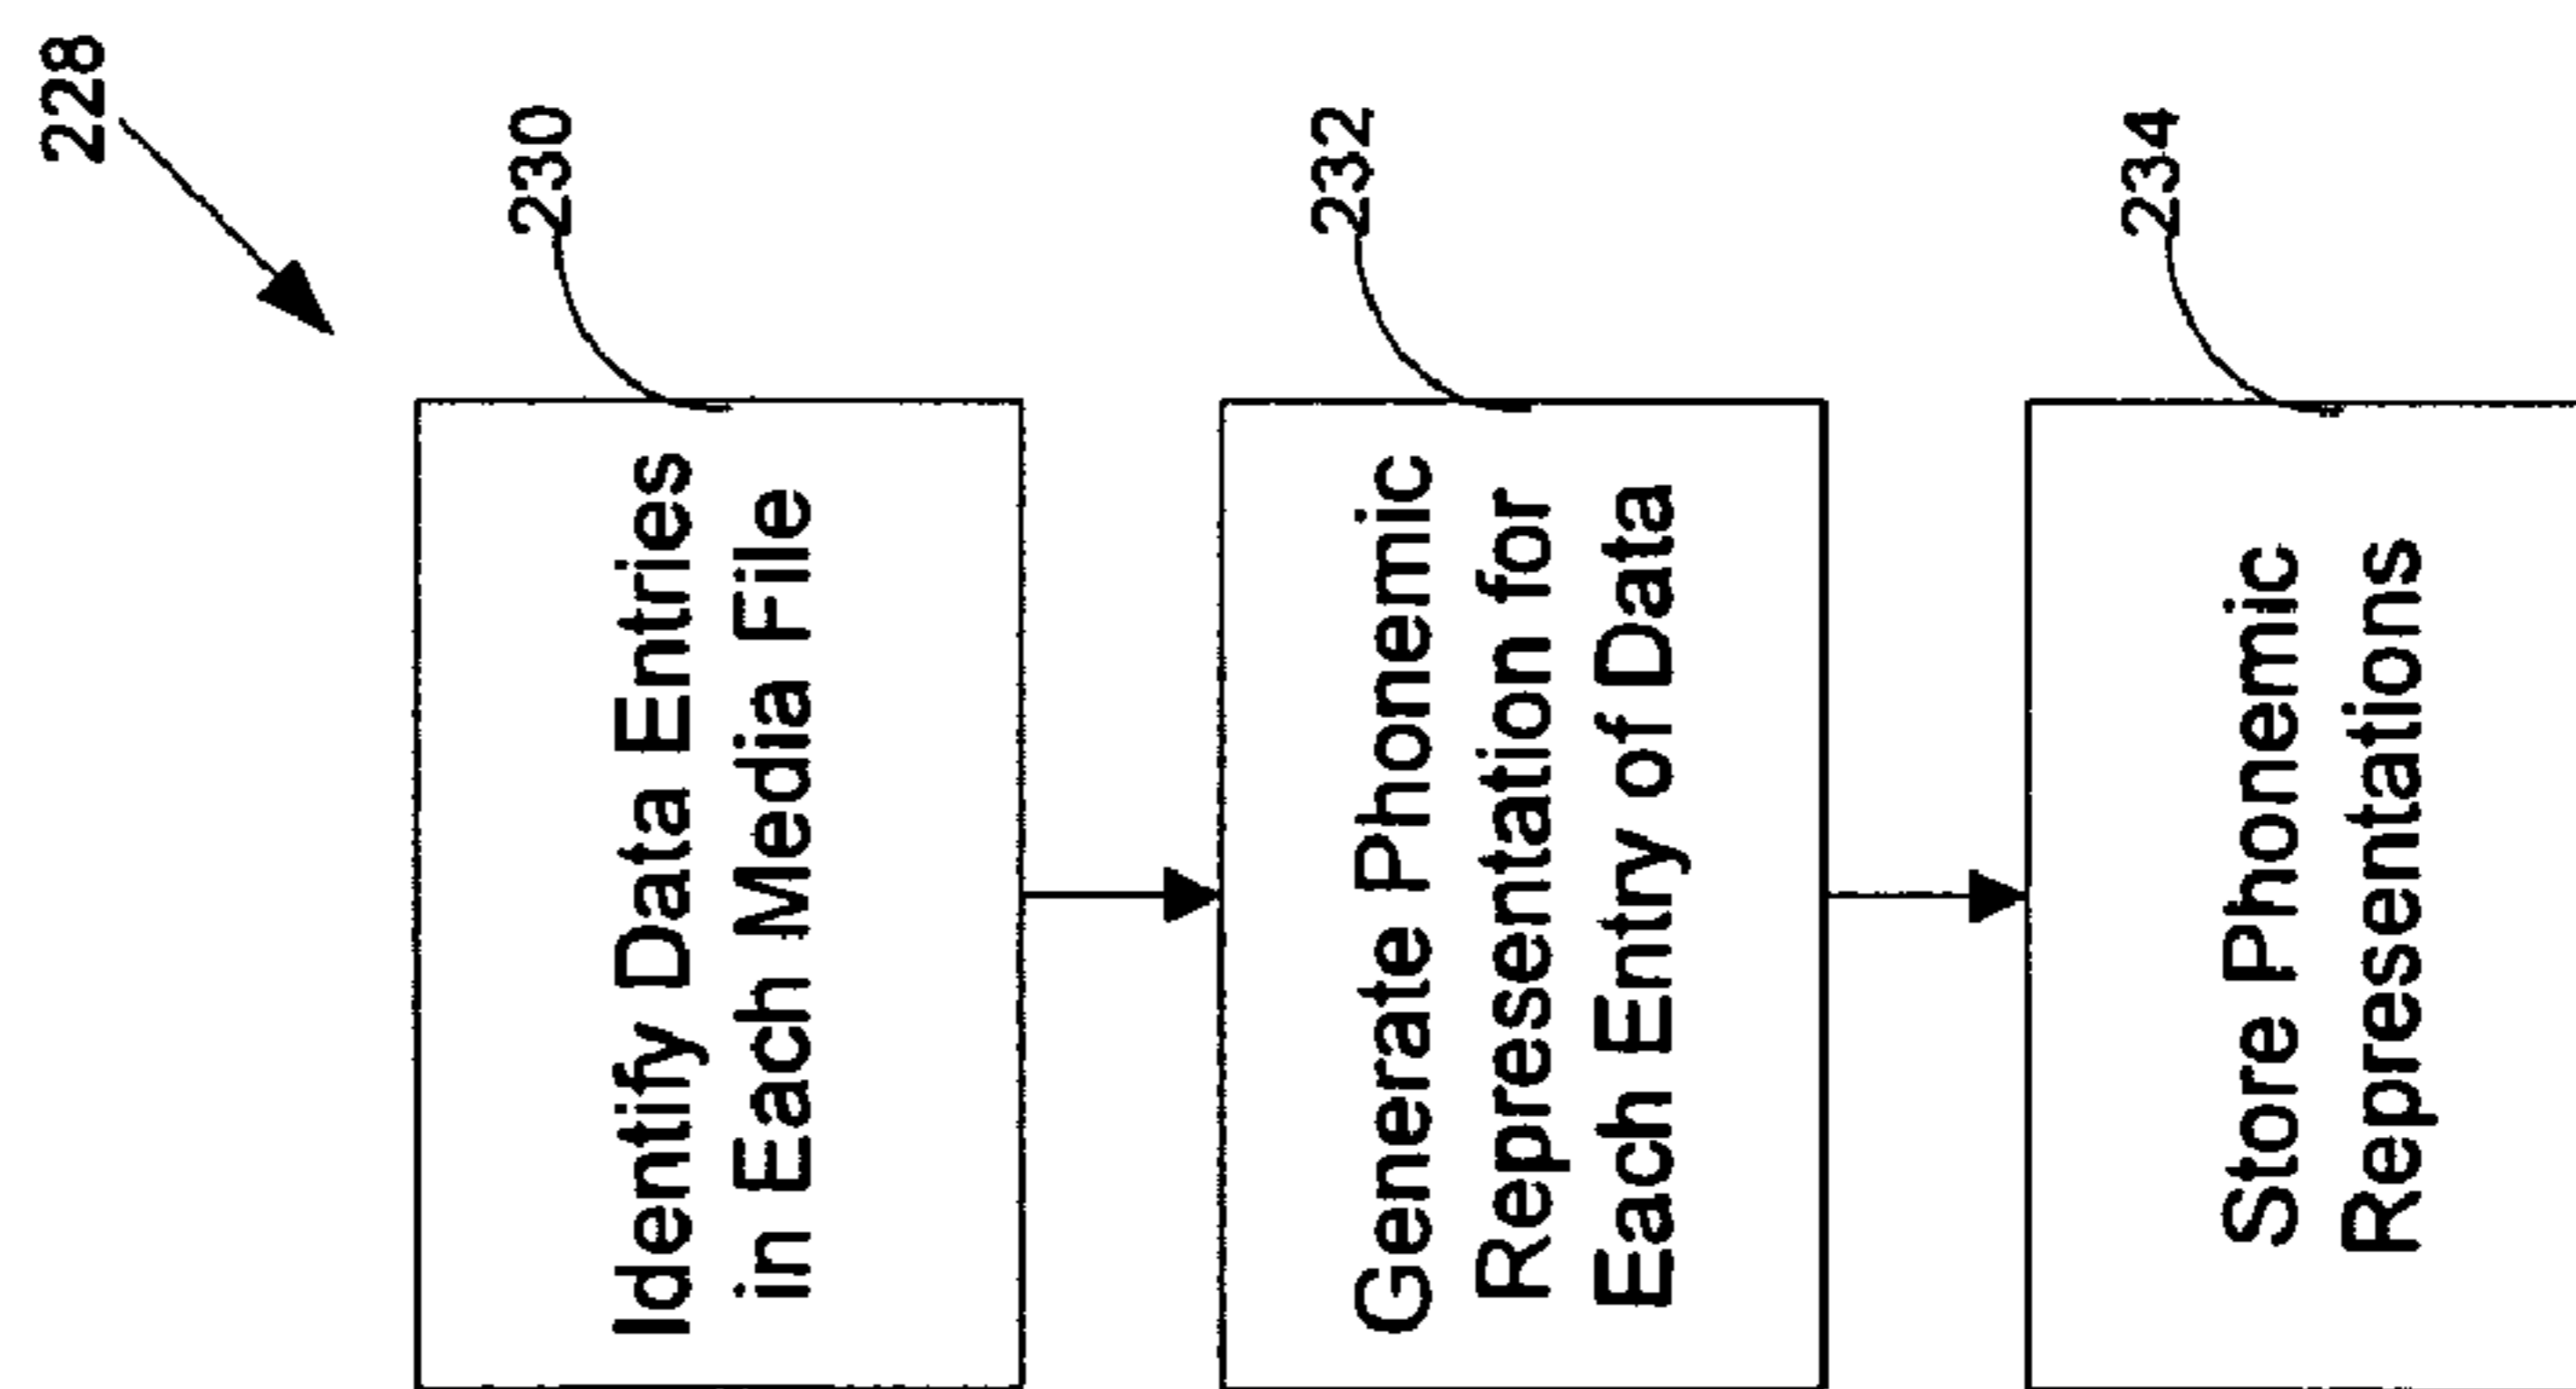 228
230
Identify Data Entries
in Each Media File
232
Generate Phonemic
Representation for
Each Entry of Data
234
Store Phonemic
Representations